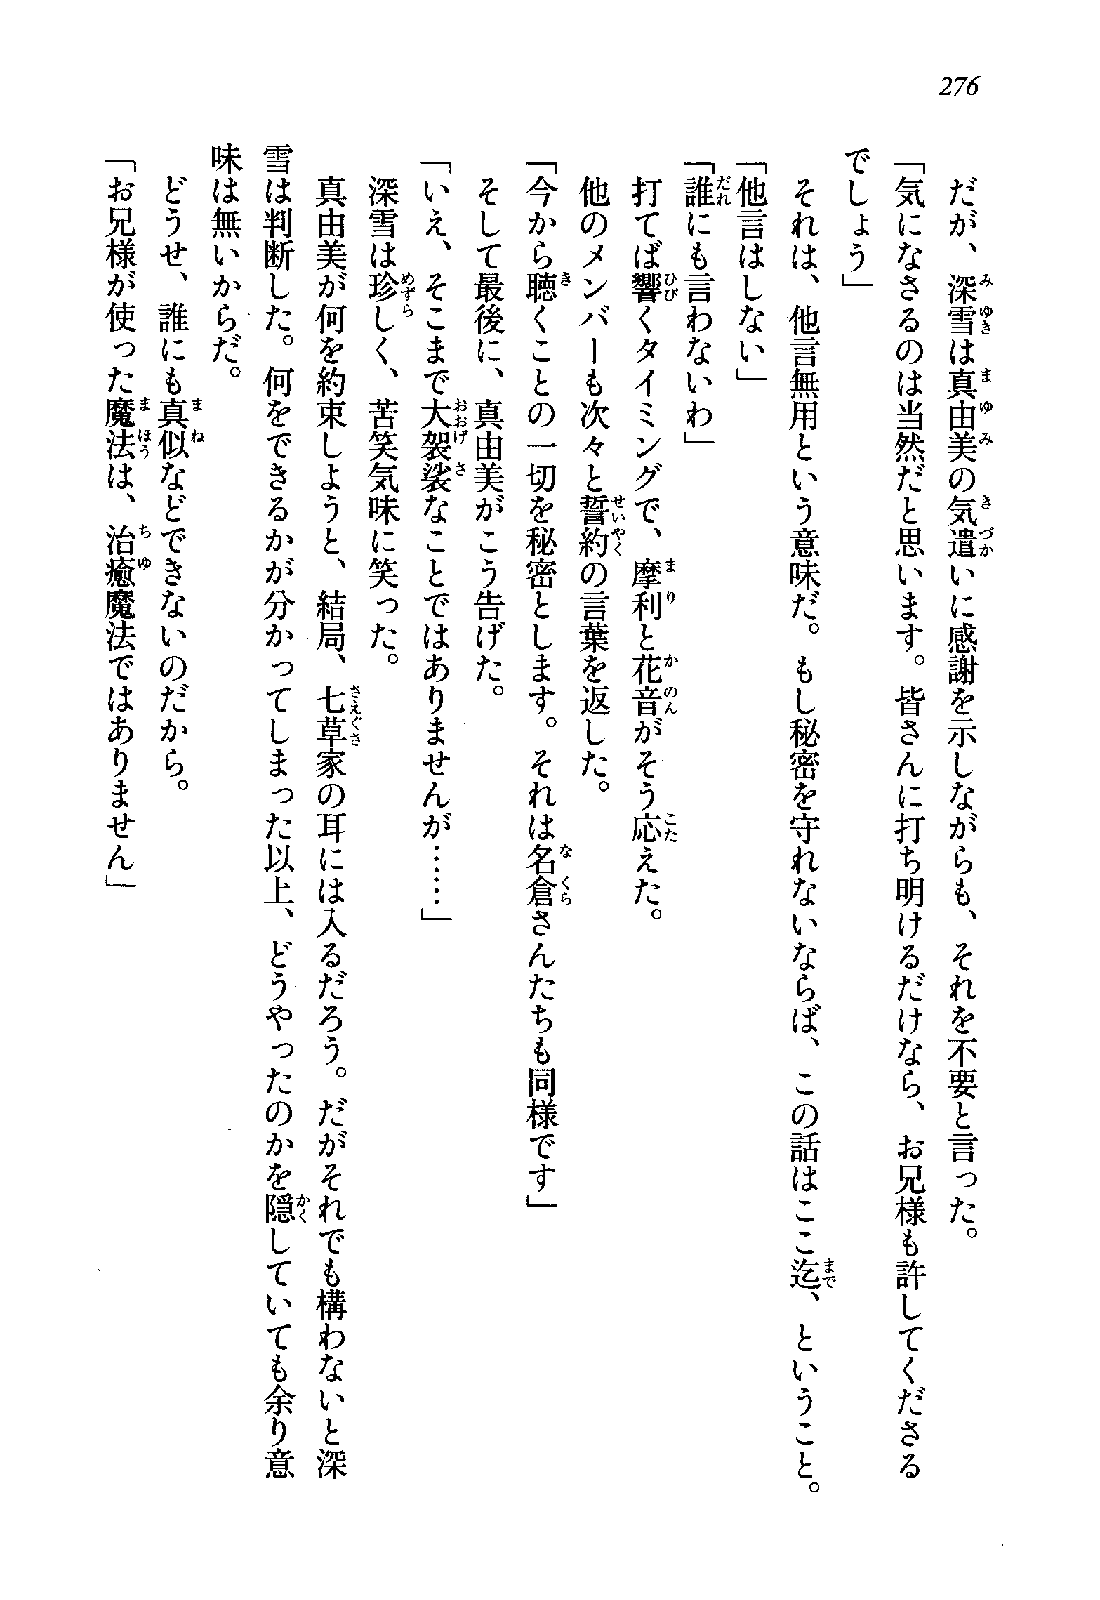 276
だが、深雪は真由美の気遣いに感謝を示しながらも、それを不要と言った。
「気になさるのは当然だと思います。皆さんに打ち明けるだけなら、お兄様も許してくださる
でしょう」
それは、他言無用という意味だ。もし秘密を守れないならば、この話はここ迄、ということ。
「他言はしない」
「誰にも言わないわ」
打てば響くタイミングで、摩利と花音がそう応えた。
他のメンバーも次々と誓約の言葉を返した。
「今から聴くことの一切を秘密とします。それは名倉さんたちも同様です」
そして最後に、真由美がこう告げた。
「いえ、そこまで大袈裟なことではありませんが……」
深雪は珍しく、苦笑気味に笑った。
真由美が何を約束しようと、結局、七草家の耳には入るだろう。だがそれでも構わないと深
雪は判断した。何をできるかが分かってしまった以上、どうやったのかを隠していても余り意
味は無いからだ。
どうせ、誰にも真似などできないのだから。
「お兄様が使った魔法は、治癒魔法ではありません」